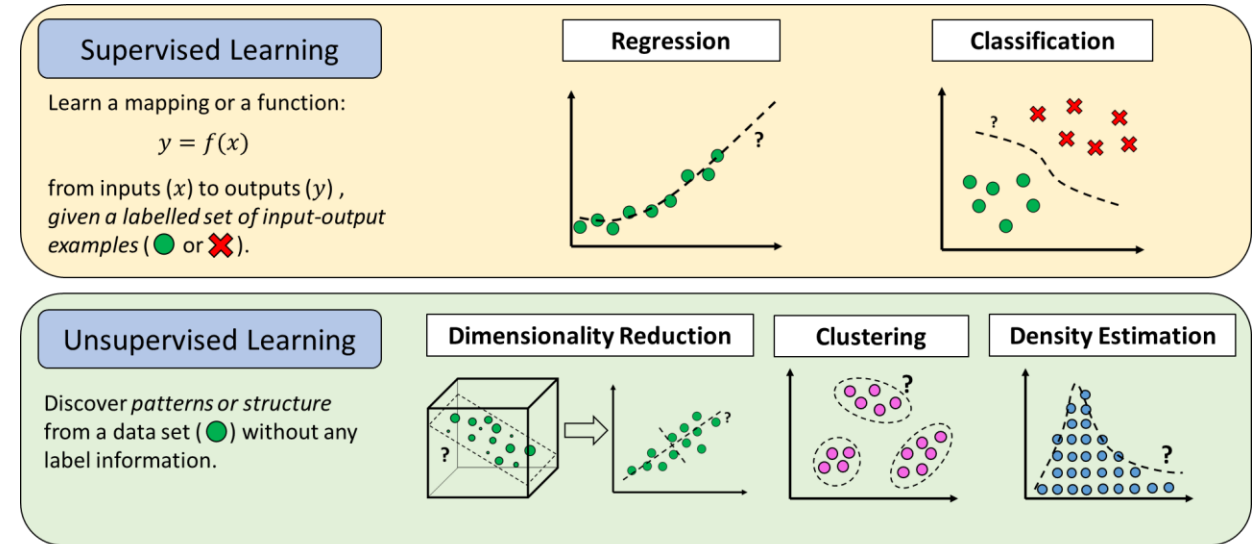 Supervised Learning
Learn a mapping or a function:
y = f(x)
from inputs (x) to outputs (y) ,
given a labelled set of input-output
examples ( or ).
Regression
?
Classification
?
Unsupervised Learning
Discover patterns or structure
from a data set ( ) without any
label information.
Dimensionality Reduction
?
?
Clustering
?
Density Estimation
?